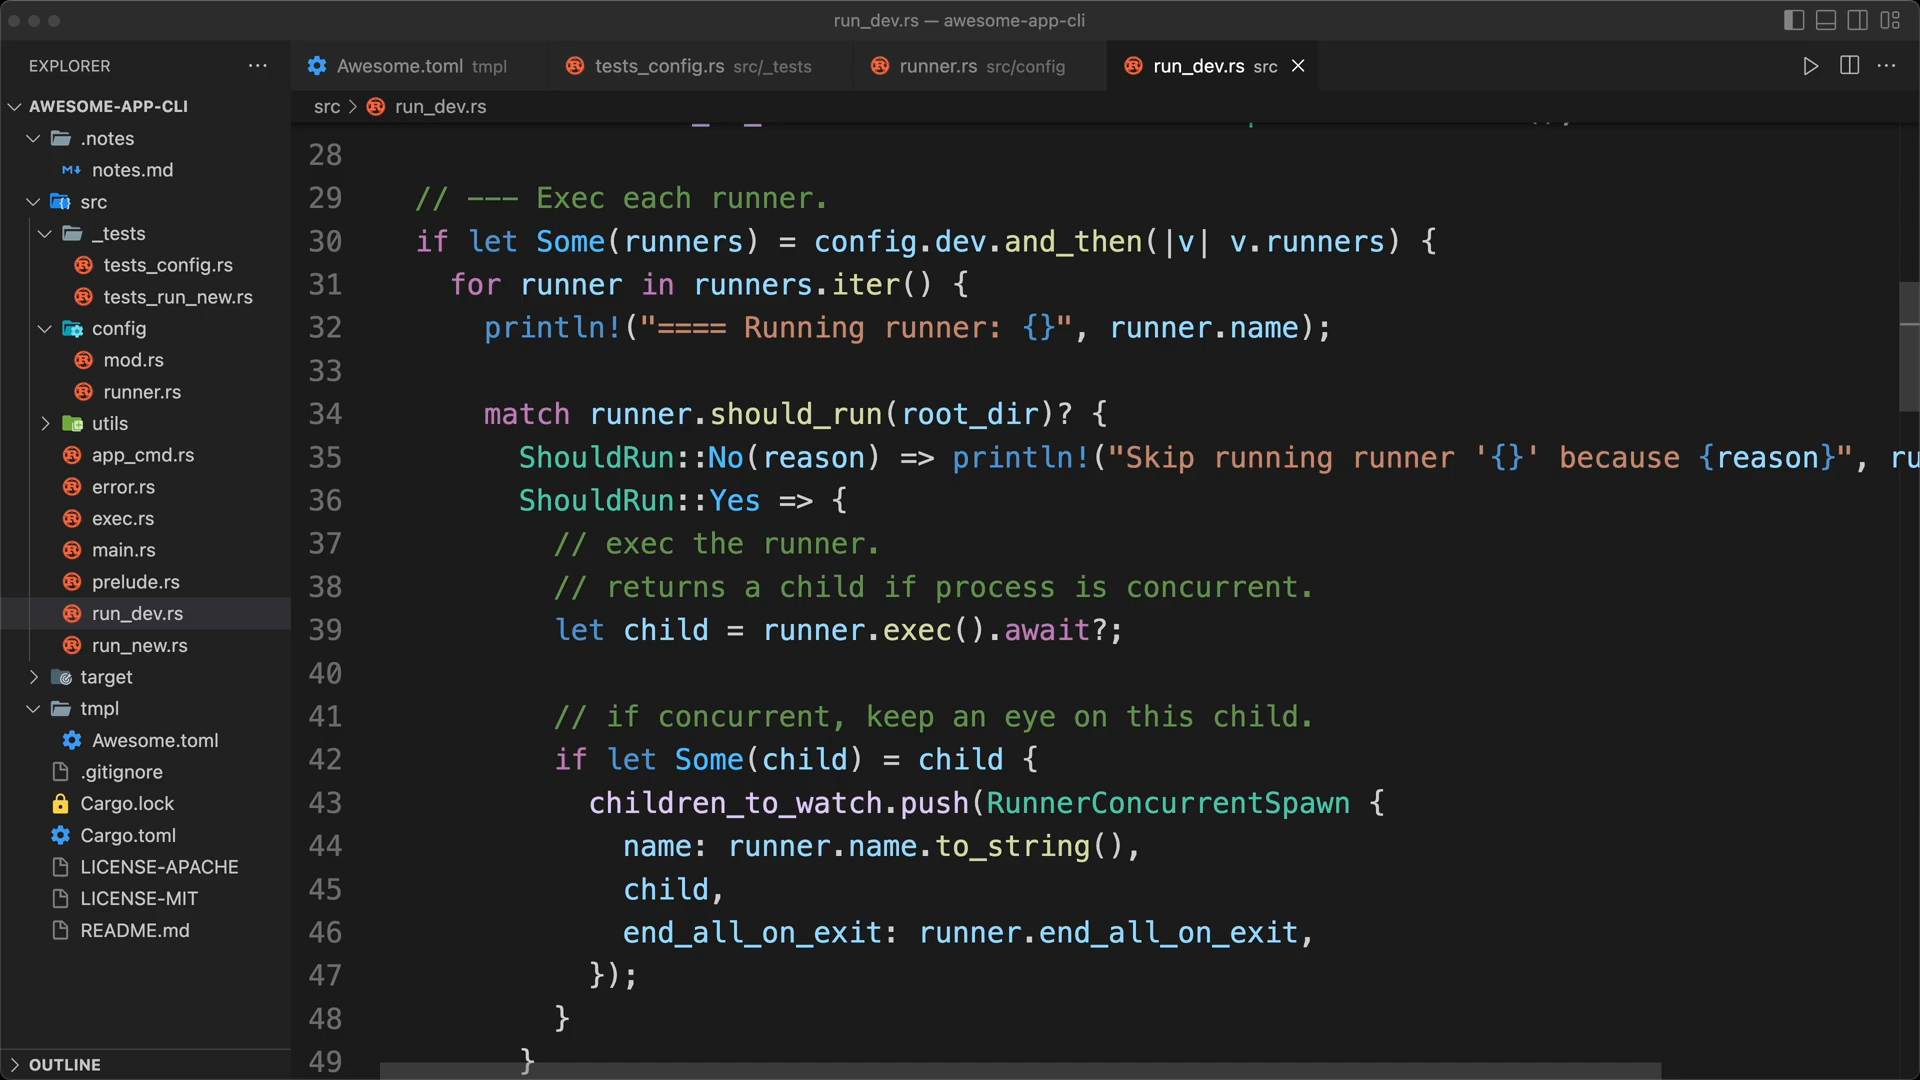 run_dev.rs — awesome-app-cli
EXPLORER
Awesome.toml tmpl
tests_config.rs src/_tests
runner.rs src/config
run_dev.rs src
AWESOME-APP-CLI
.notes
notes.md
src
_tests
tests_config.rs
tests_run_new.rs
config
mod.rs
runner.rs
utils
app_cmd.rs
error.rs
exec.rs
main.rs
prelude.rs
run_dev.rs
run_new.rs
target
tmpl
Awesome.toml
.gitignore
Cargo.lock
Cargo.toml
LICENSE-APACHE
LICENSE-MIT
README.md
OUTLINE
src > run_dev.rs
28
29 // --- Exec each runner.
30 if let Some(runners) = config.dev.and_then(|v| v.runners) {
31 for runner in runners.iter() {
32 println!("==== Running runner: {}", runner.name);
33
34 match runner.should_run(root_dir)? {
35 ShouldRun::No(reason) => println!("Skip running runner '{}' because {reason}", ru
36 ShouldRun::Yes => {
37 // exec the runner.
38 // returns a child if process is concurrent.
39 let child = runner.exec().await?;
40
41 // if concurrent, keep an eye on this child.
42 if let Some(child) = child {
43 children_to_watch.push(RunnerConcurrentSpawn {
44 name: runner.name.to_string(),
45 child,
46 end_all_on_exit: runner.end_all_on_exit,
47 });
48 }
49 }